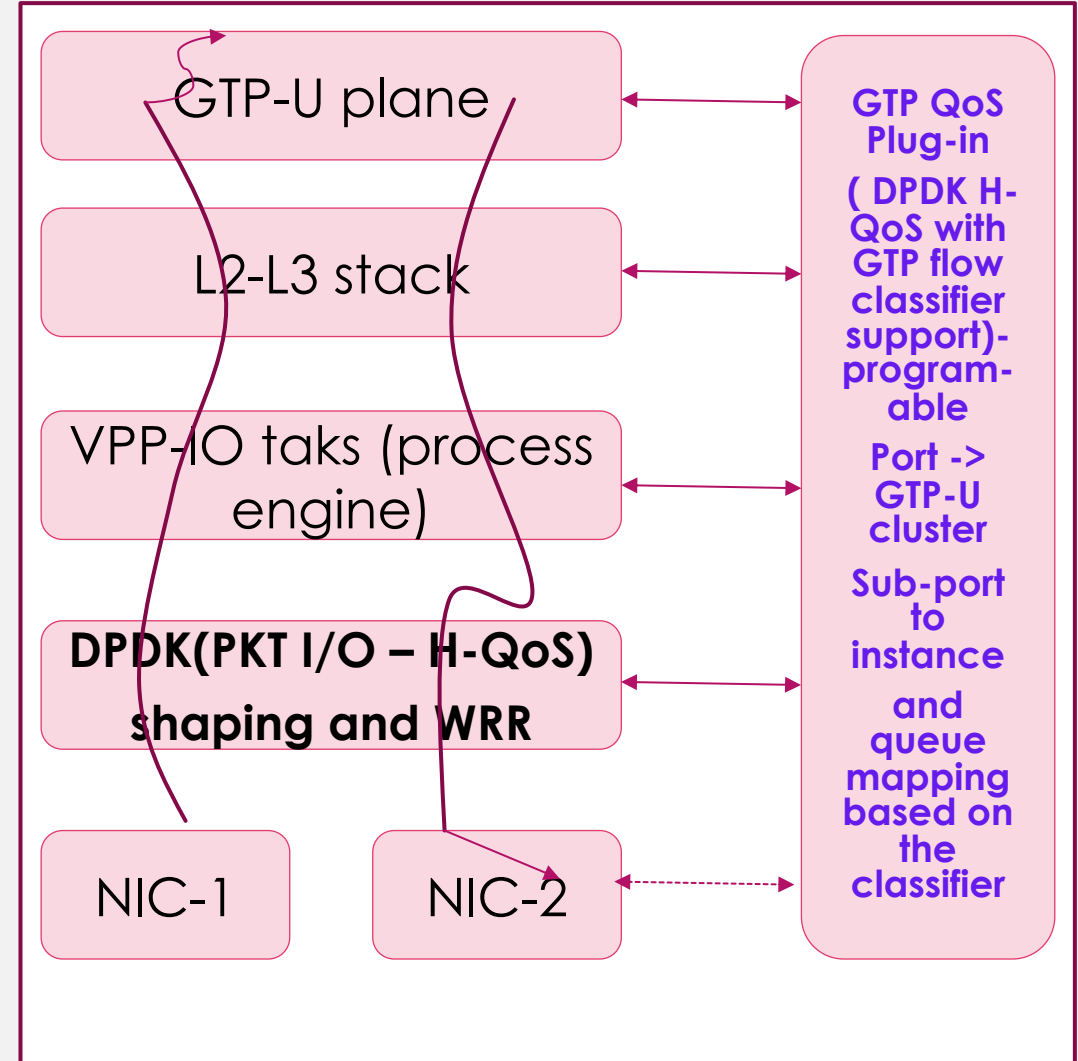 GTP-U plane
L2-L3 stack
VPP-IO taks (process
engine)
DPDK(PKT I/O – H-QoS)
shaping and WRR
NIC-1
NIC-2
GTP QoS
Plug-in
( DPDK H-
QoS with
GTP flow
classifier
support)-
program-
able
Port ->
GTP-U
cluster
Sub-port
to
instance
and
queue
mapping
based on
the
classifier